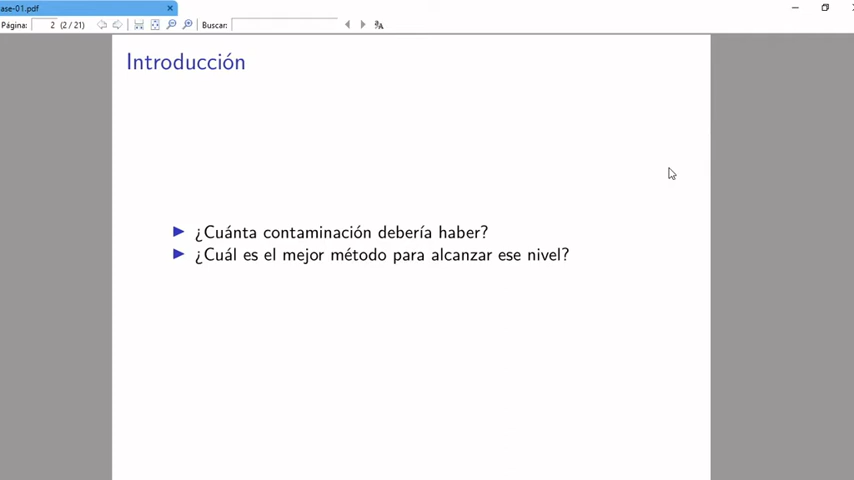 ase-01.pdf
Página: 2 (2 / 21) Buscar:
Introducción
¿Cuánta contaminación debería haber?
¿Cuál es el mejor método para alcanzar ese nivel?